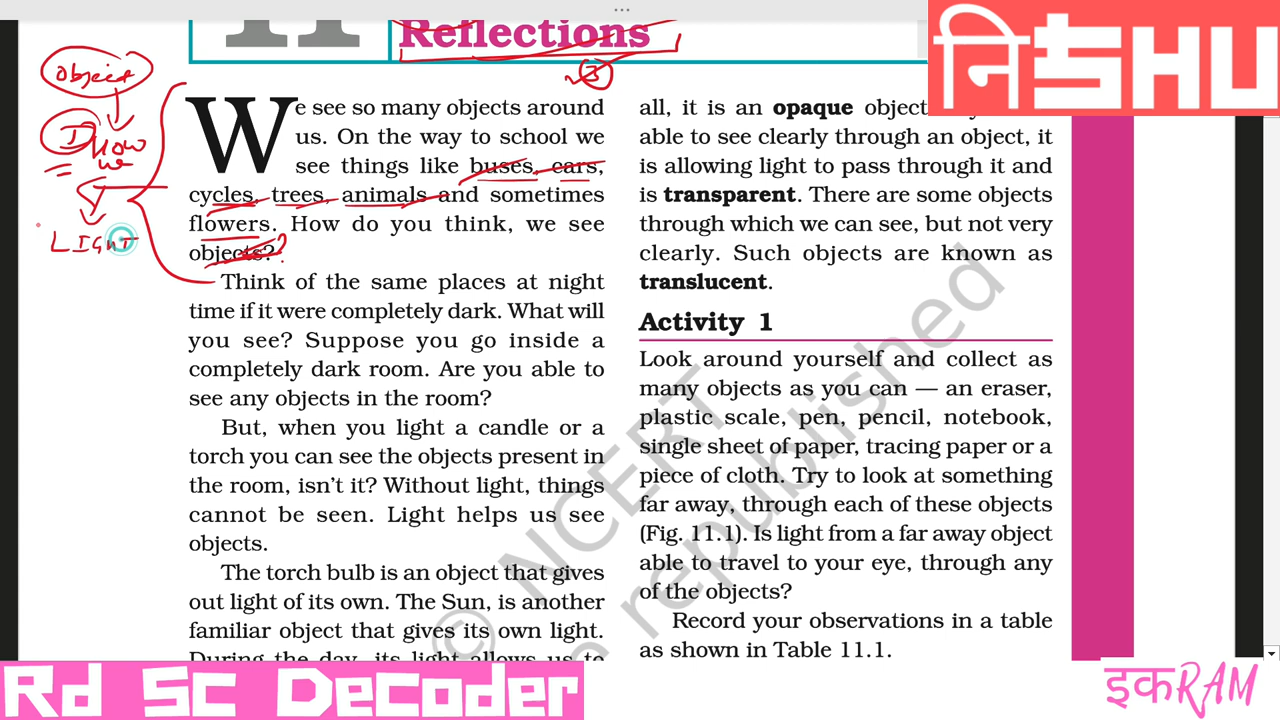 11
Reflections
3
निSHU
Object
I How
we
LIGHT
We see so many objects around
us. On the way to school we
see things like buses, cars,
cycles, trees, animals and sometimes
flowers. How do you think, we see
objects?
?
Think of the same places at night
time if it were completely dark. What will
you see? Suppose you go inside a
completely dark room. Are you able to
see any objects in the room?
But, when you light a candle or a
torch you can see the objects present in
the room, isn't it? Without light, things
cannot be seen. Light helps us see
objects.
The torch bulb is an object that gives
out light of its own. The Sun, is another
familiar object that gives its own light.
During the day, its light allows us to
all, it is an opaque object
able to see clearly through an object, it
is allowing light to pass through it and
is transparent. There are some objects
through which we can see, but not very
clearly. Such objects are known as
translucent.
Activity 1
Look around yourself and collect as
many objects as you can — an eraser,
plastic scale, pen, pencil, notebook,
single sheet of paper, tracing paper or a
piece of cloth. Try to look at something
far away, through each of these objects
(Fig. 11.1). Is light from a far away object
able to travel to your eye, through any
of the objects?
Record your observations in a table
as shown in Table 11.1.
© NCERT
republished
Rd Sc Decoder
इकRAM